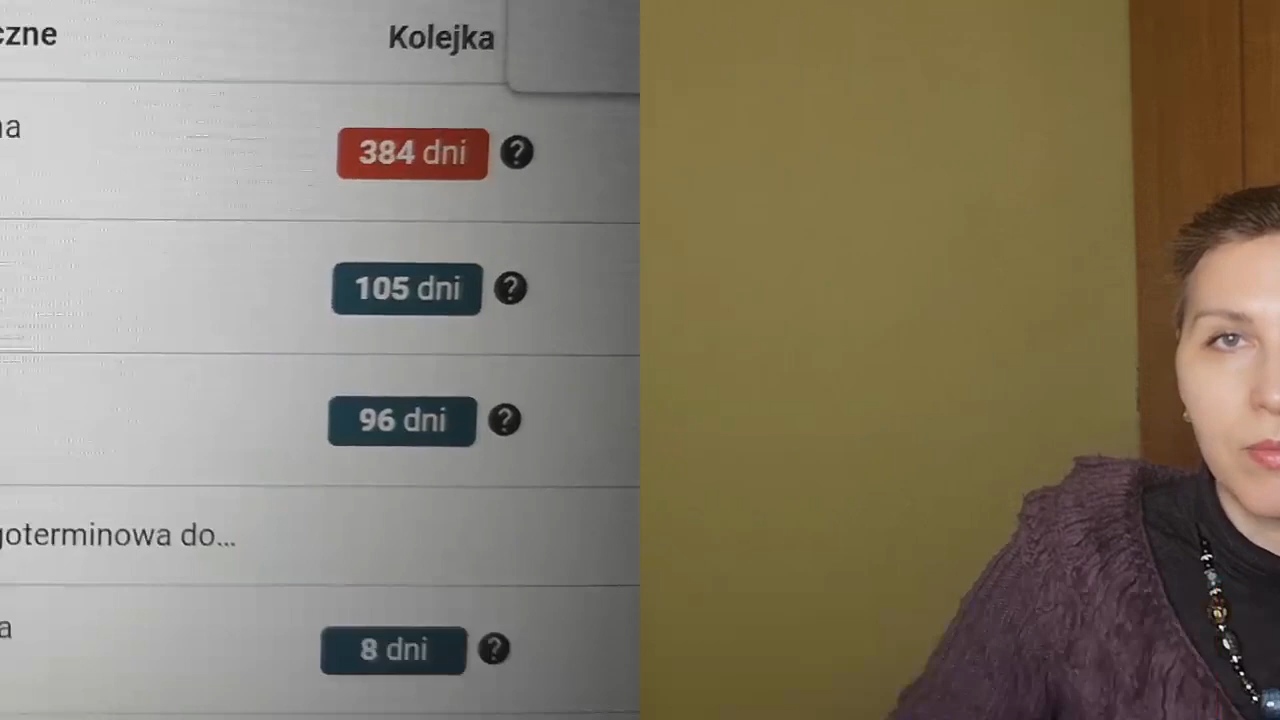 czne Kolejka
na
384 dni ?
105 dni ?
96 dni ?
goterminowa do...
a
8 dni ?